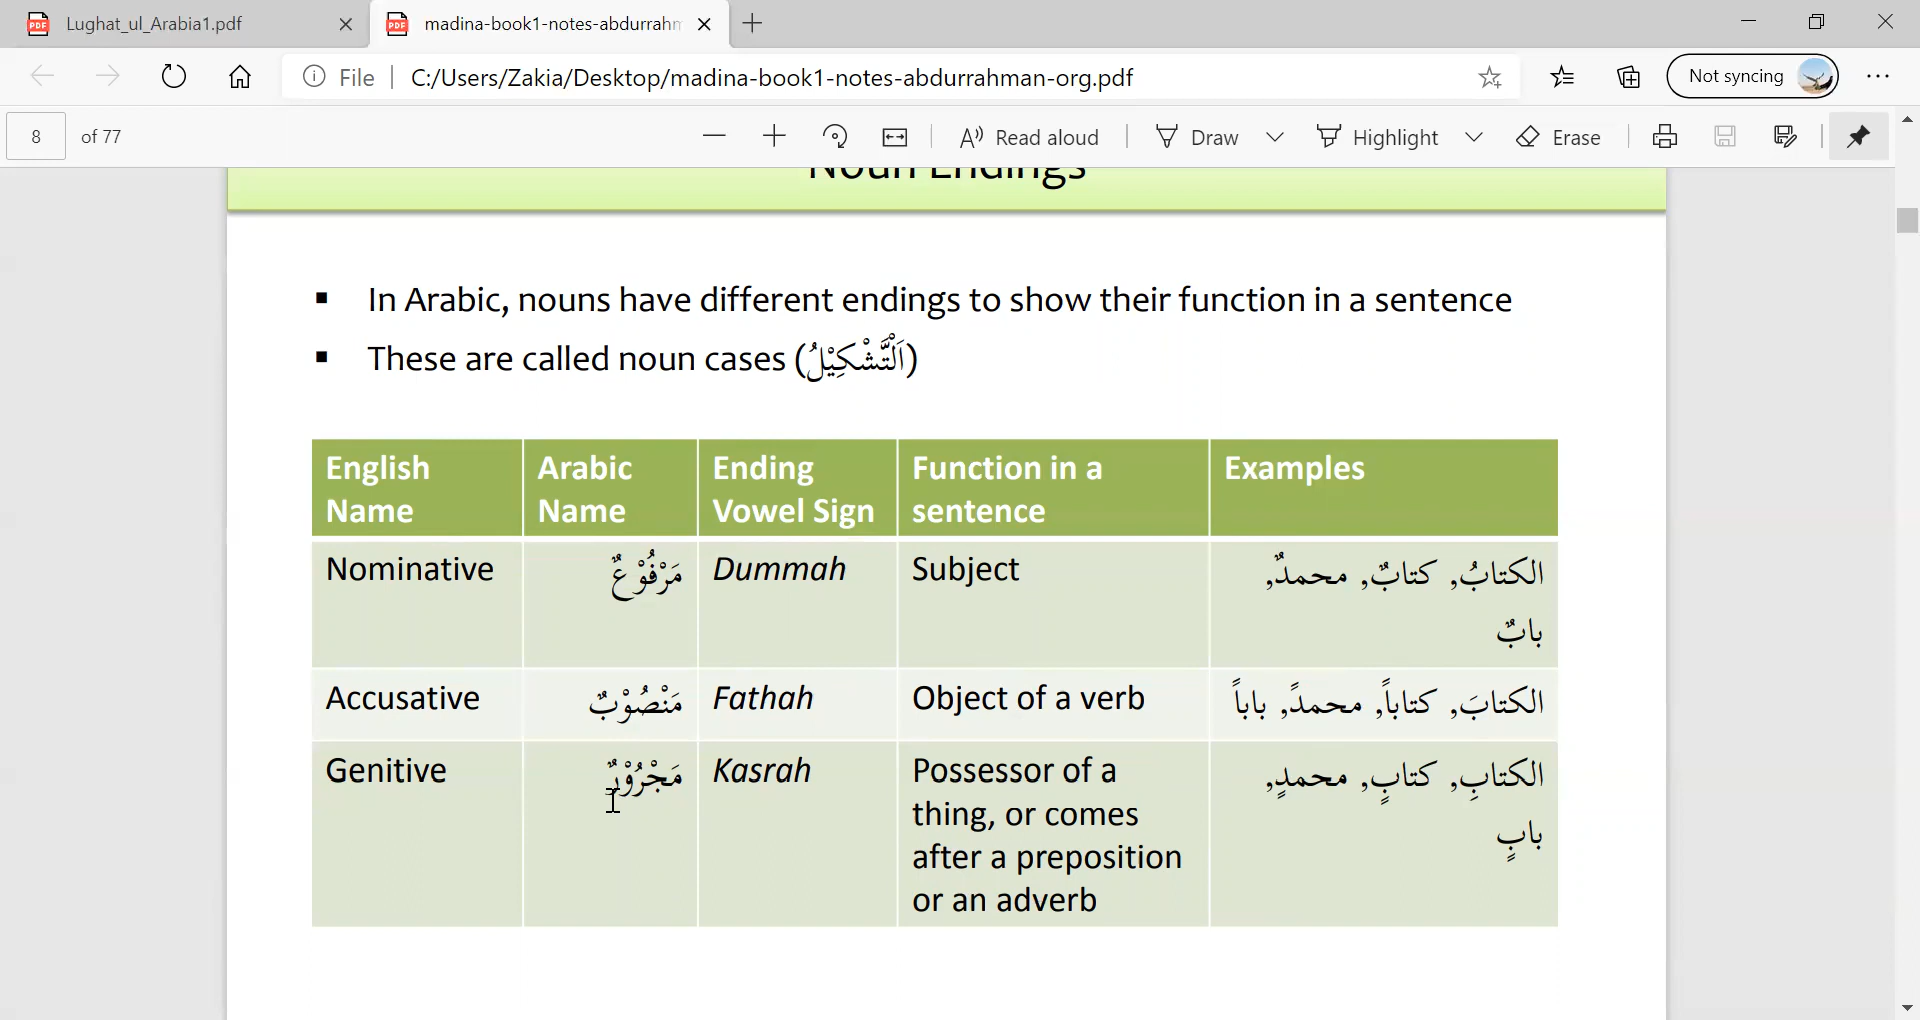 Lughat_ul_Arabia1.pdf
madina-book1-notes-abdurrahm
File
C:/Users/Zakia/Desktop/madina-book1-notes-abdurrahman-org.pdf
Not syncing
8 of 77
Read aloud
Draw
Highlight
Erase
Noun Endings
▪ In Arabic, nouns have different endings to show their function in a sentence
▪ These are called noun cases (اَلْتَّشْكِيْلُ)
English Name
Arabic Name
Ending Vowel Sign
Function in a sentence
Examples
Nominative
مَرْفُوْعٌ
Dummah
Subject
الكتابُ, كتابٌ, محمدٌ,
بابٌ
Accusative
مَنْصُوْبٌ
Fathah
Object of a verb
الكتابَ, كتاباً, محمدً, باباً
Genitive
مَجْرُوْرٌ
Kasrah
Possessor of a
thing, or comes
after a preposition
or an adverb
الكتابِ, كتابٍ, محمدٍ,
بابٍ